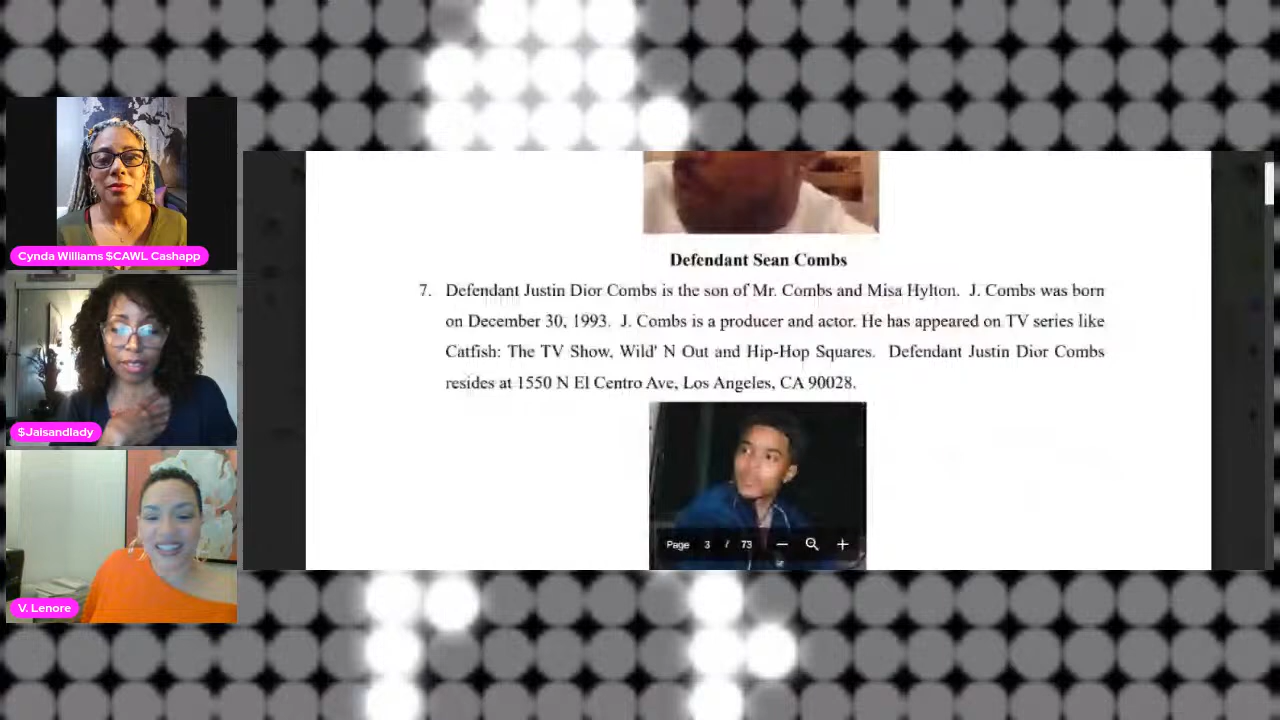 Cynda Williams $CAWL Cashapp
$Jaisandlady
V. Lenore
Defendant Sean Combs
7. Defendant Justin Dior Combs is the son of Mr. Combs and Misa Hylton. J. Combs was born
on December 30, 1993. J. Combs is a producer and actor. He has appeared on TV series like
Catfish: The TV Show, Wild' N Out and Hip-Hop Squares. Defendant Justin Dior Combs
resides at 1550 N El Centro Ave, Los Angeles, CA 90028.
Page 3 / 73